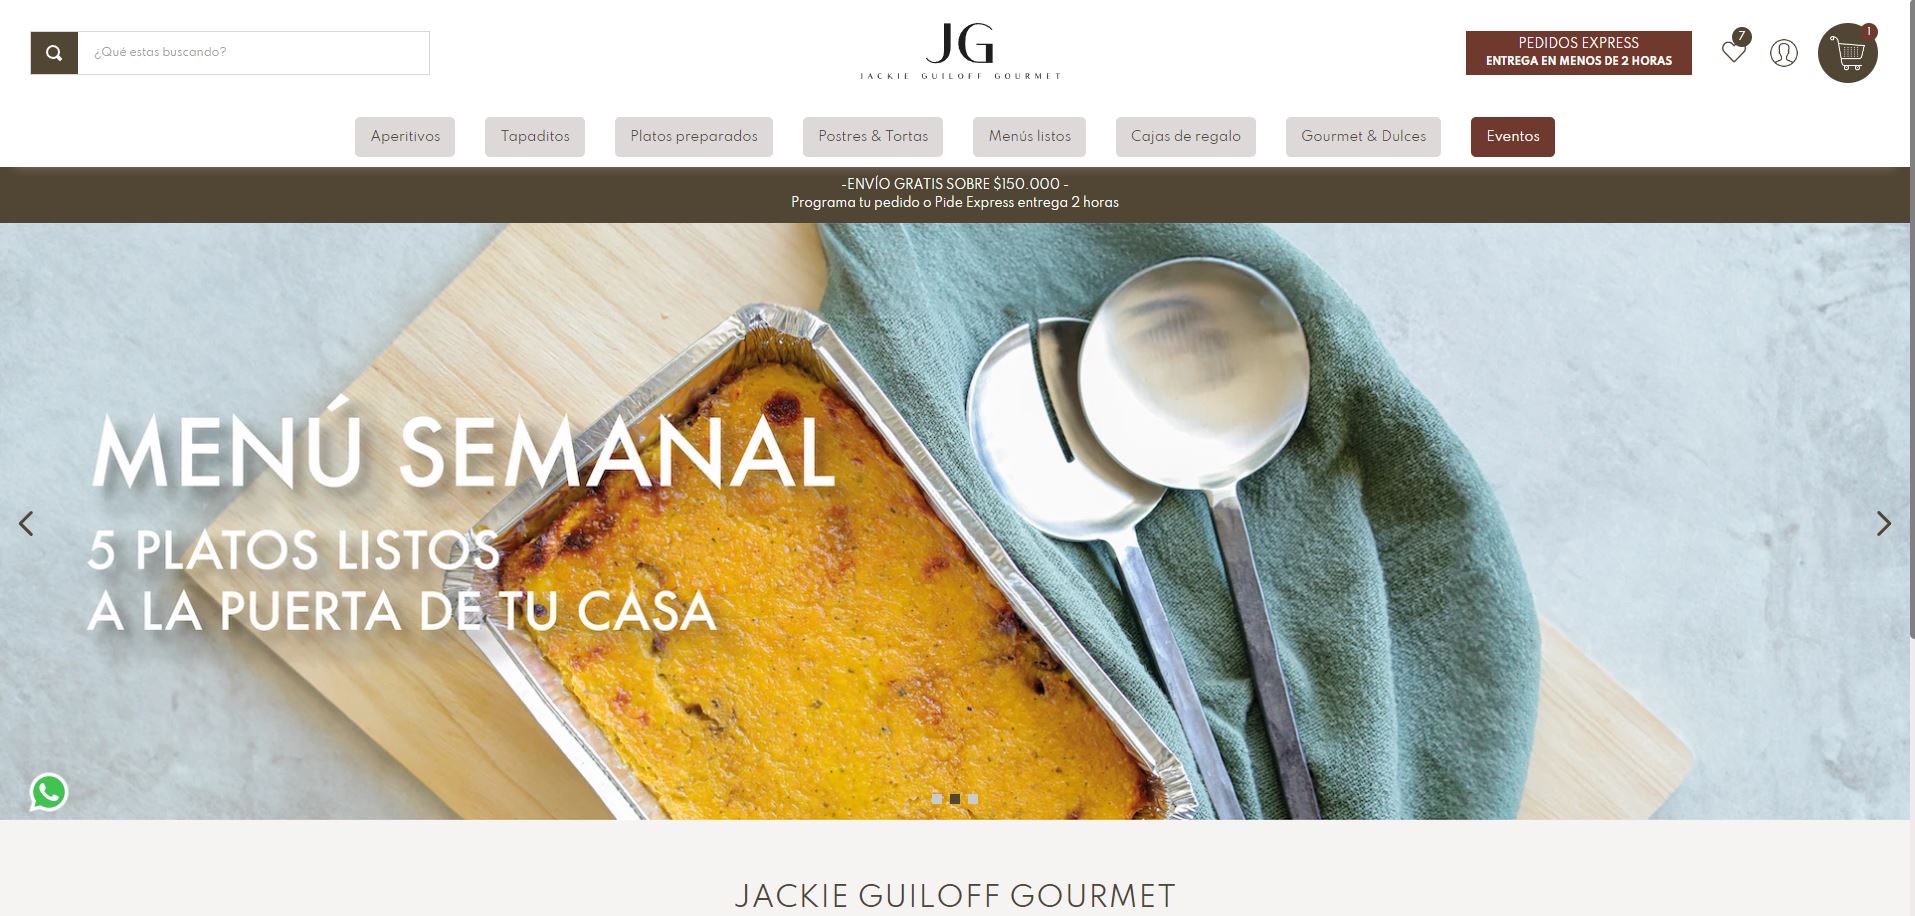 ¿Qué estas buscando?
JG
JACKIE GUILOFF GOURMET
PEDIDOS EXPRESS
ENTREGA EN MENOS DE 2 HORAS
7
1
Aperitivos
Tapaditos
Platos preparados
Postres & Tortas
Menús listos
Cajas de regalo
Gourmet & Dulces
Eventos
-ENVÍO GRATIS SOBRE $150.000 -
Programa tu pedido o Pide Express entrega 2 horas
MENÚ SEMANAL
5 PLATOS LISTOS
A LA PUERTA DE TU CASA
JACKIE GUILOFF GOURMET